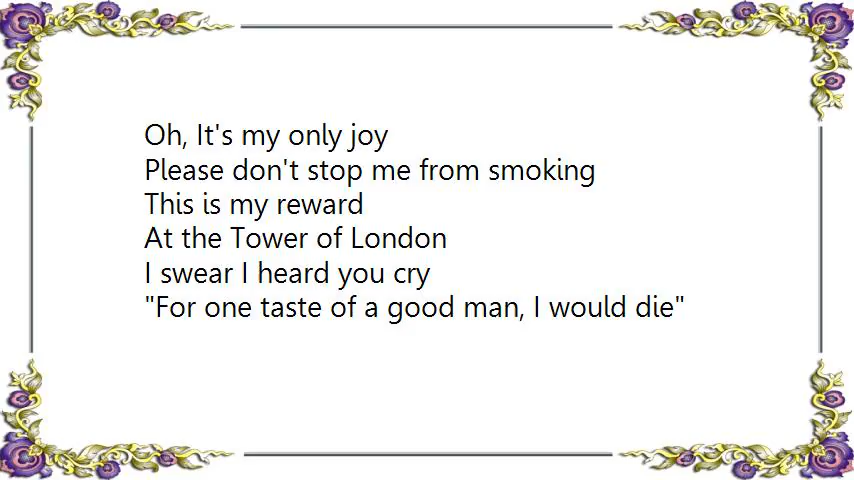 Oh, It's my only joy
Please don't stop me from smoking
This is my reward
At the Tower of London
I swear I heard you cry
"For one taste of a good man, I would die"